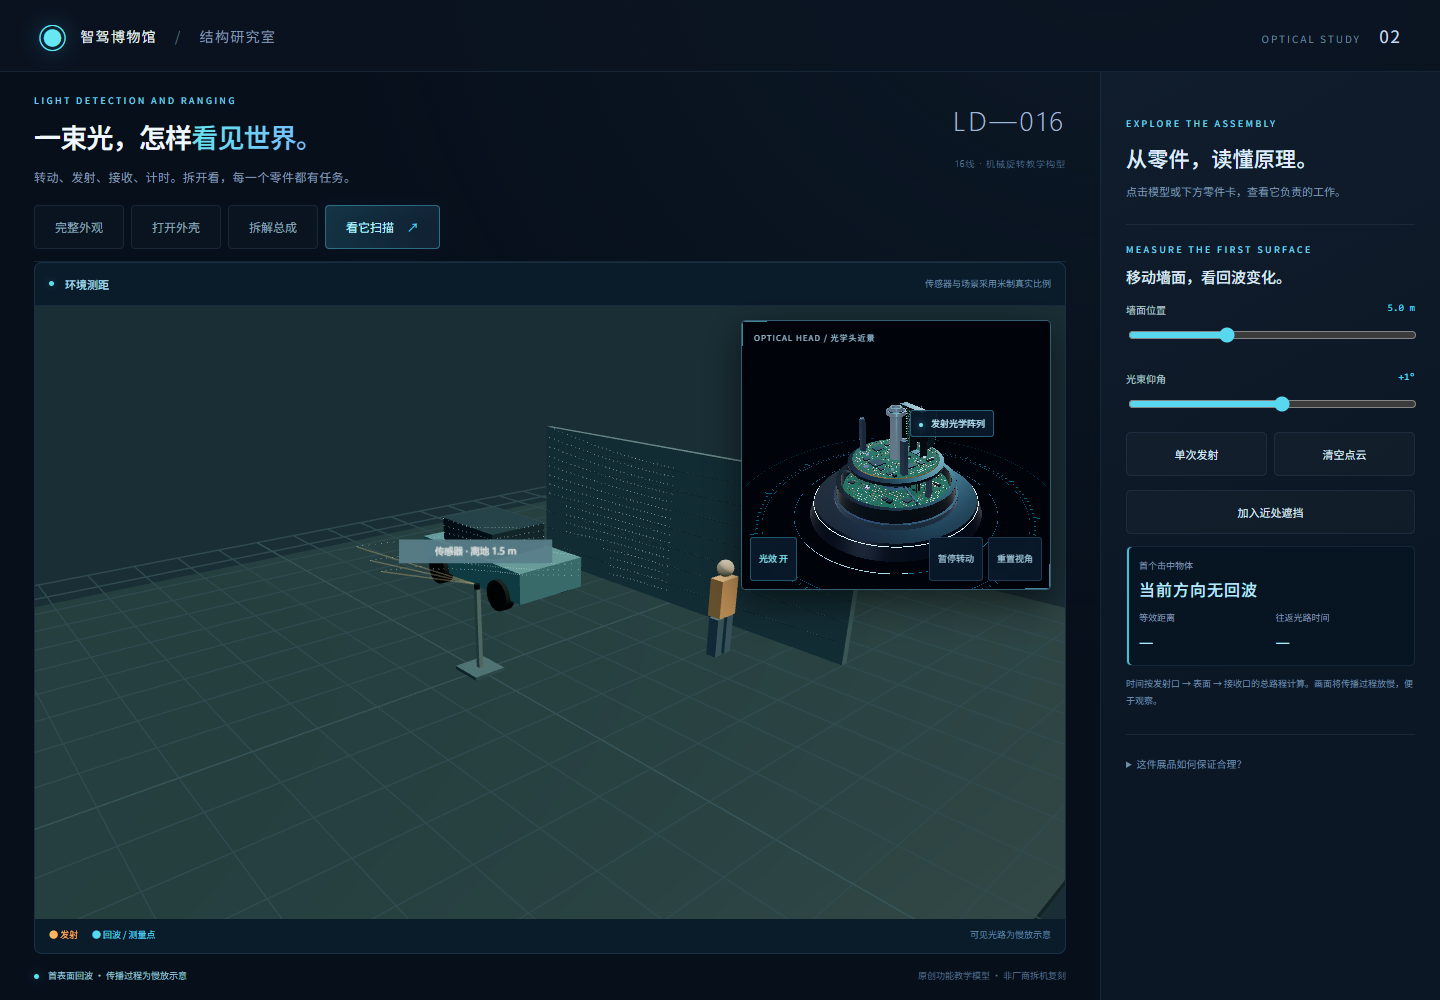 智驾博物馆 / 结构研究室
OPTICAL STUDY 02
LIGHT DETECTION AND RANGING
一束光，怎样看见世界。
转动、发射、接收、计时。拆开看，每一个零件都有任务。
LD—016
16线 · 机械旋转教学构型
完整外观
打开外壳
拆解总成
看它扫描 ↗
环境测距
传感器与场景采用米制真实比例
OPTICAL HEAD / 光学头近景
发射光学阵列
光效 开
暂停转动
重置视角
传感器 · 离地 1.5 m
发射
回波 / 测量点
可见光路为慢放示意
首表面回波 · 传播过程为慢放示意
原创功能教学模型 · 非厂商拆机复刻
EXPLORE THE ASSEMBLY
从零件，读懂原理。
点击模型或下方零件卡，查看它负责的工作。
MEASURE THE FIRST SURFACE
移动墙面，看回波变化。
墙面位置 5.0 m
光束仰角 +1°
单次发射
清空点云
加入近处遮挡
首个击中物体
当前方向无回波
等效距离
往返光路时间
—
—
时间按发射口 → 表面 → 接收口的总路程计算。画面将传播过程放慢，便
于观察。
▶ 这件展品如何保证合理？